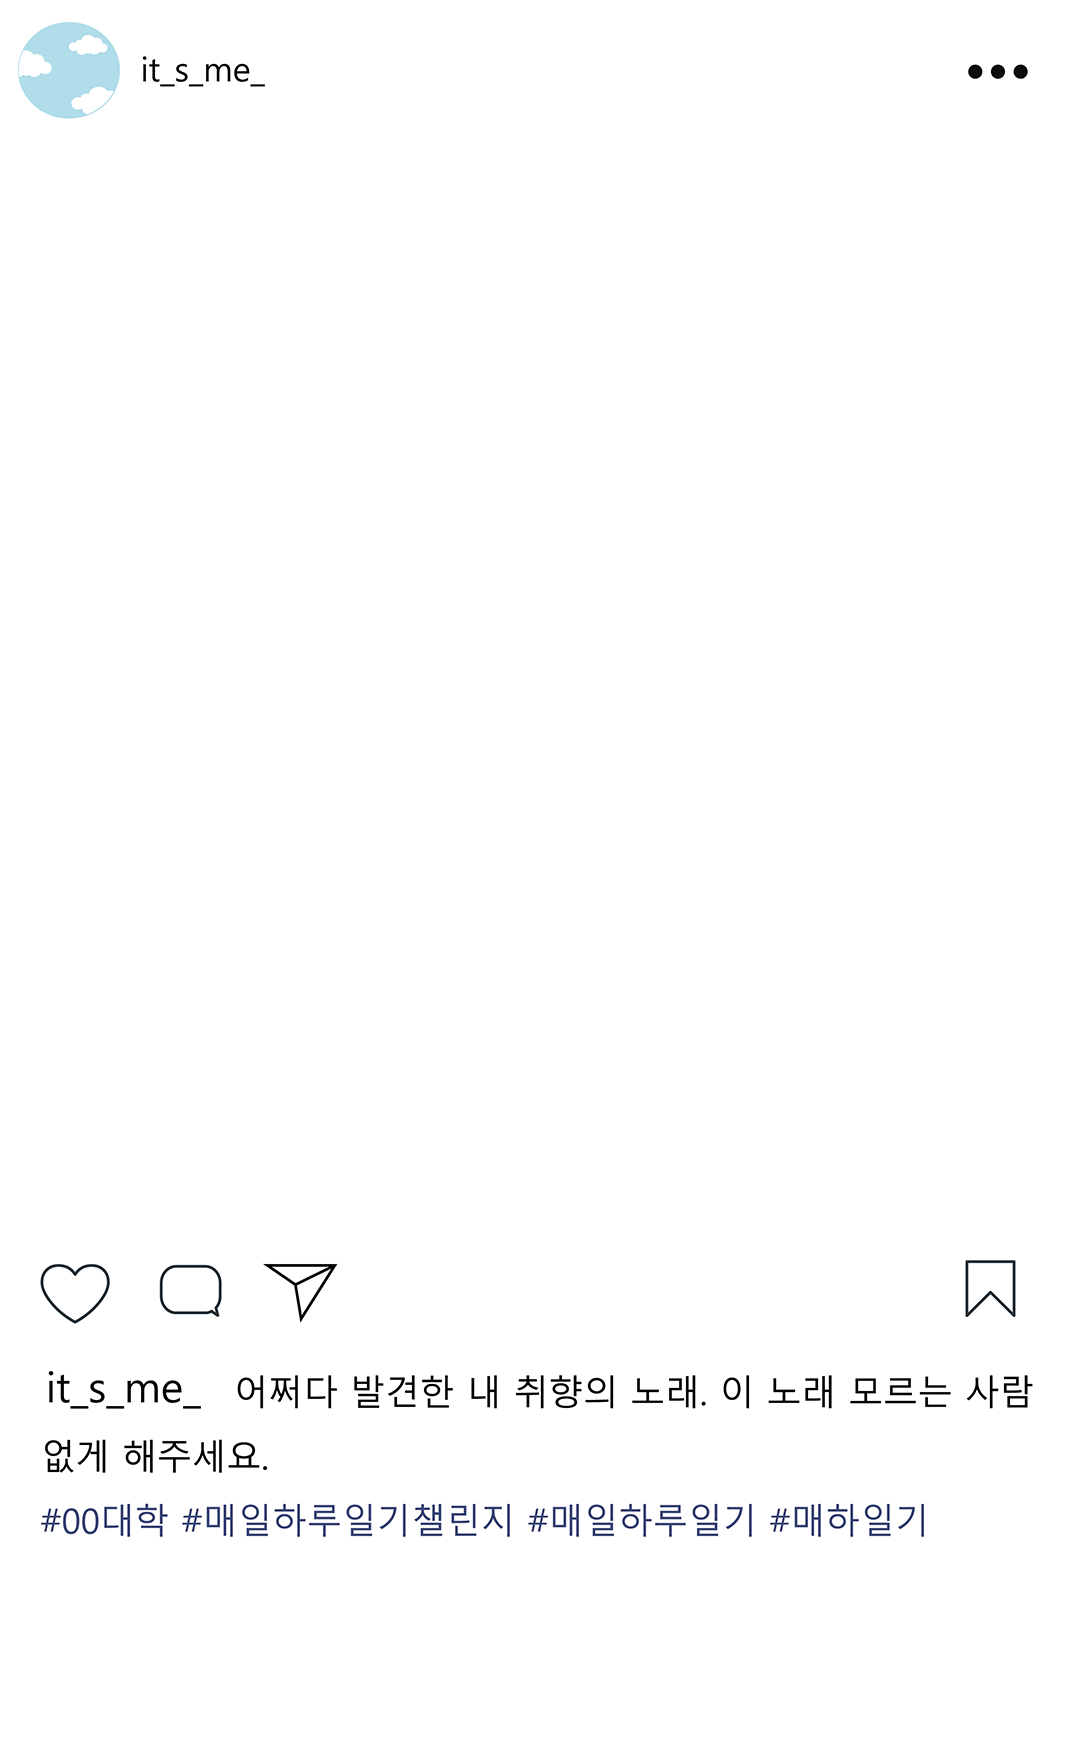 it_s_me_
it_s_me_ 어쩌다 발견한 내 취향의 노래. 이 노래 모르는 사람
없게 해주세요.
#00대학 #매일하루일기챌린지 #매일하루일기 #매하일기